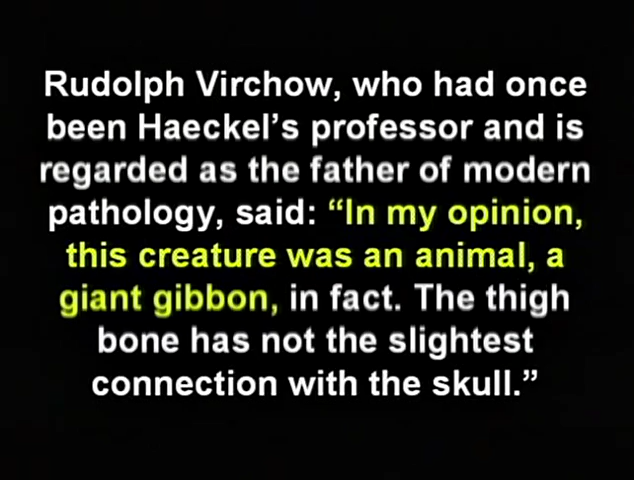 Rudolph Virchow, who had once
been Haeckel’s professor and is
regarded as the father of modern
pathology, said: “In my opinion,
this creature was an animal, a
giant gibbon, in fact. The thigh
bone has not the slightest
connection with the skull.”